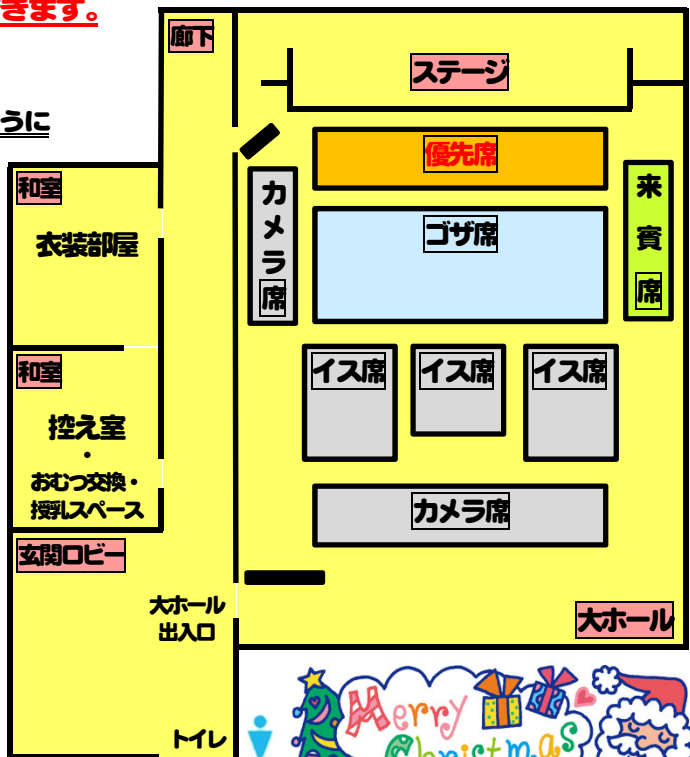 きます。
うに
廊下
ステージ
優先席
カメラ席
来賓席
ゴザ席
和室
衣装部屋
和室
控え室
・
おむつ交換・
授乳スペース
イス席
イス席
イス席
カメラ席
玄関ロビー
大ホール
出入口
大ホール
トイレ
Merry
Christmas